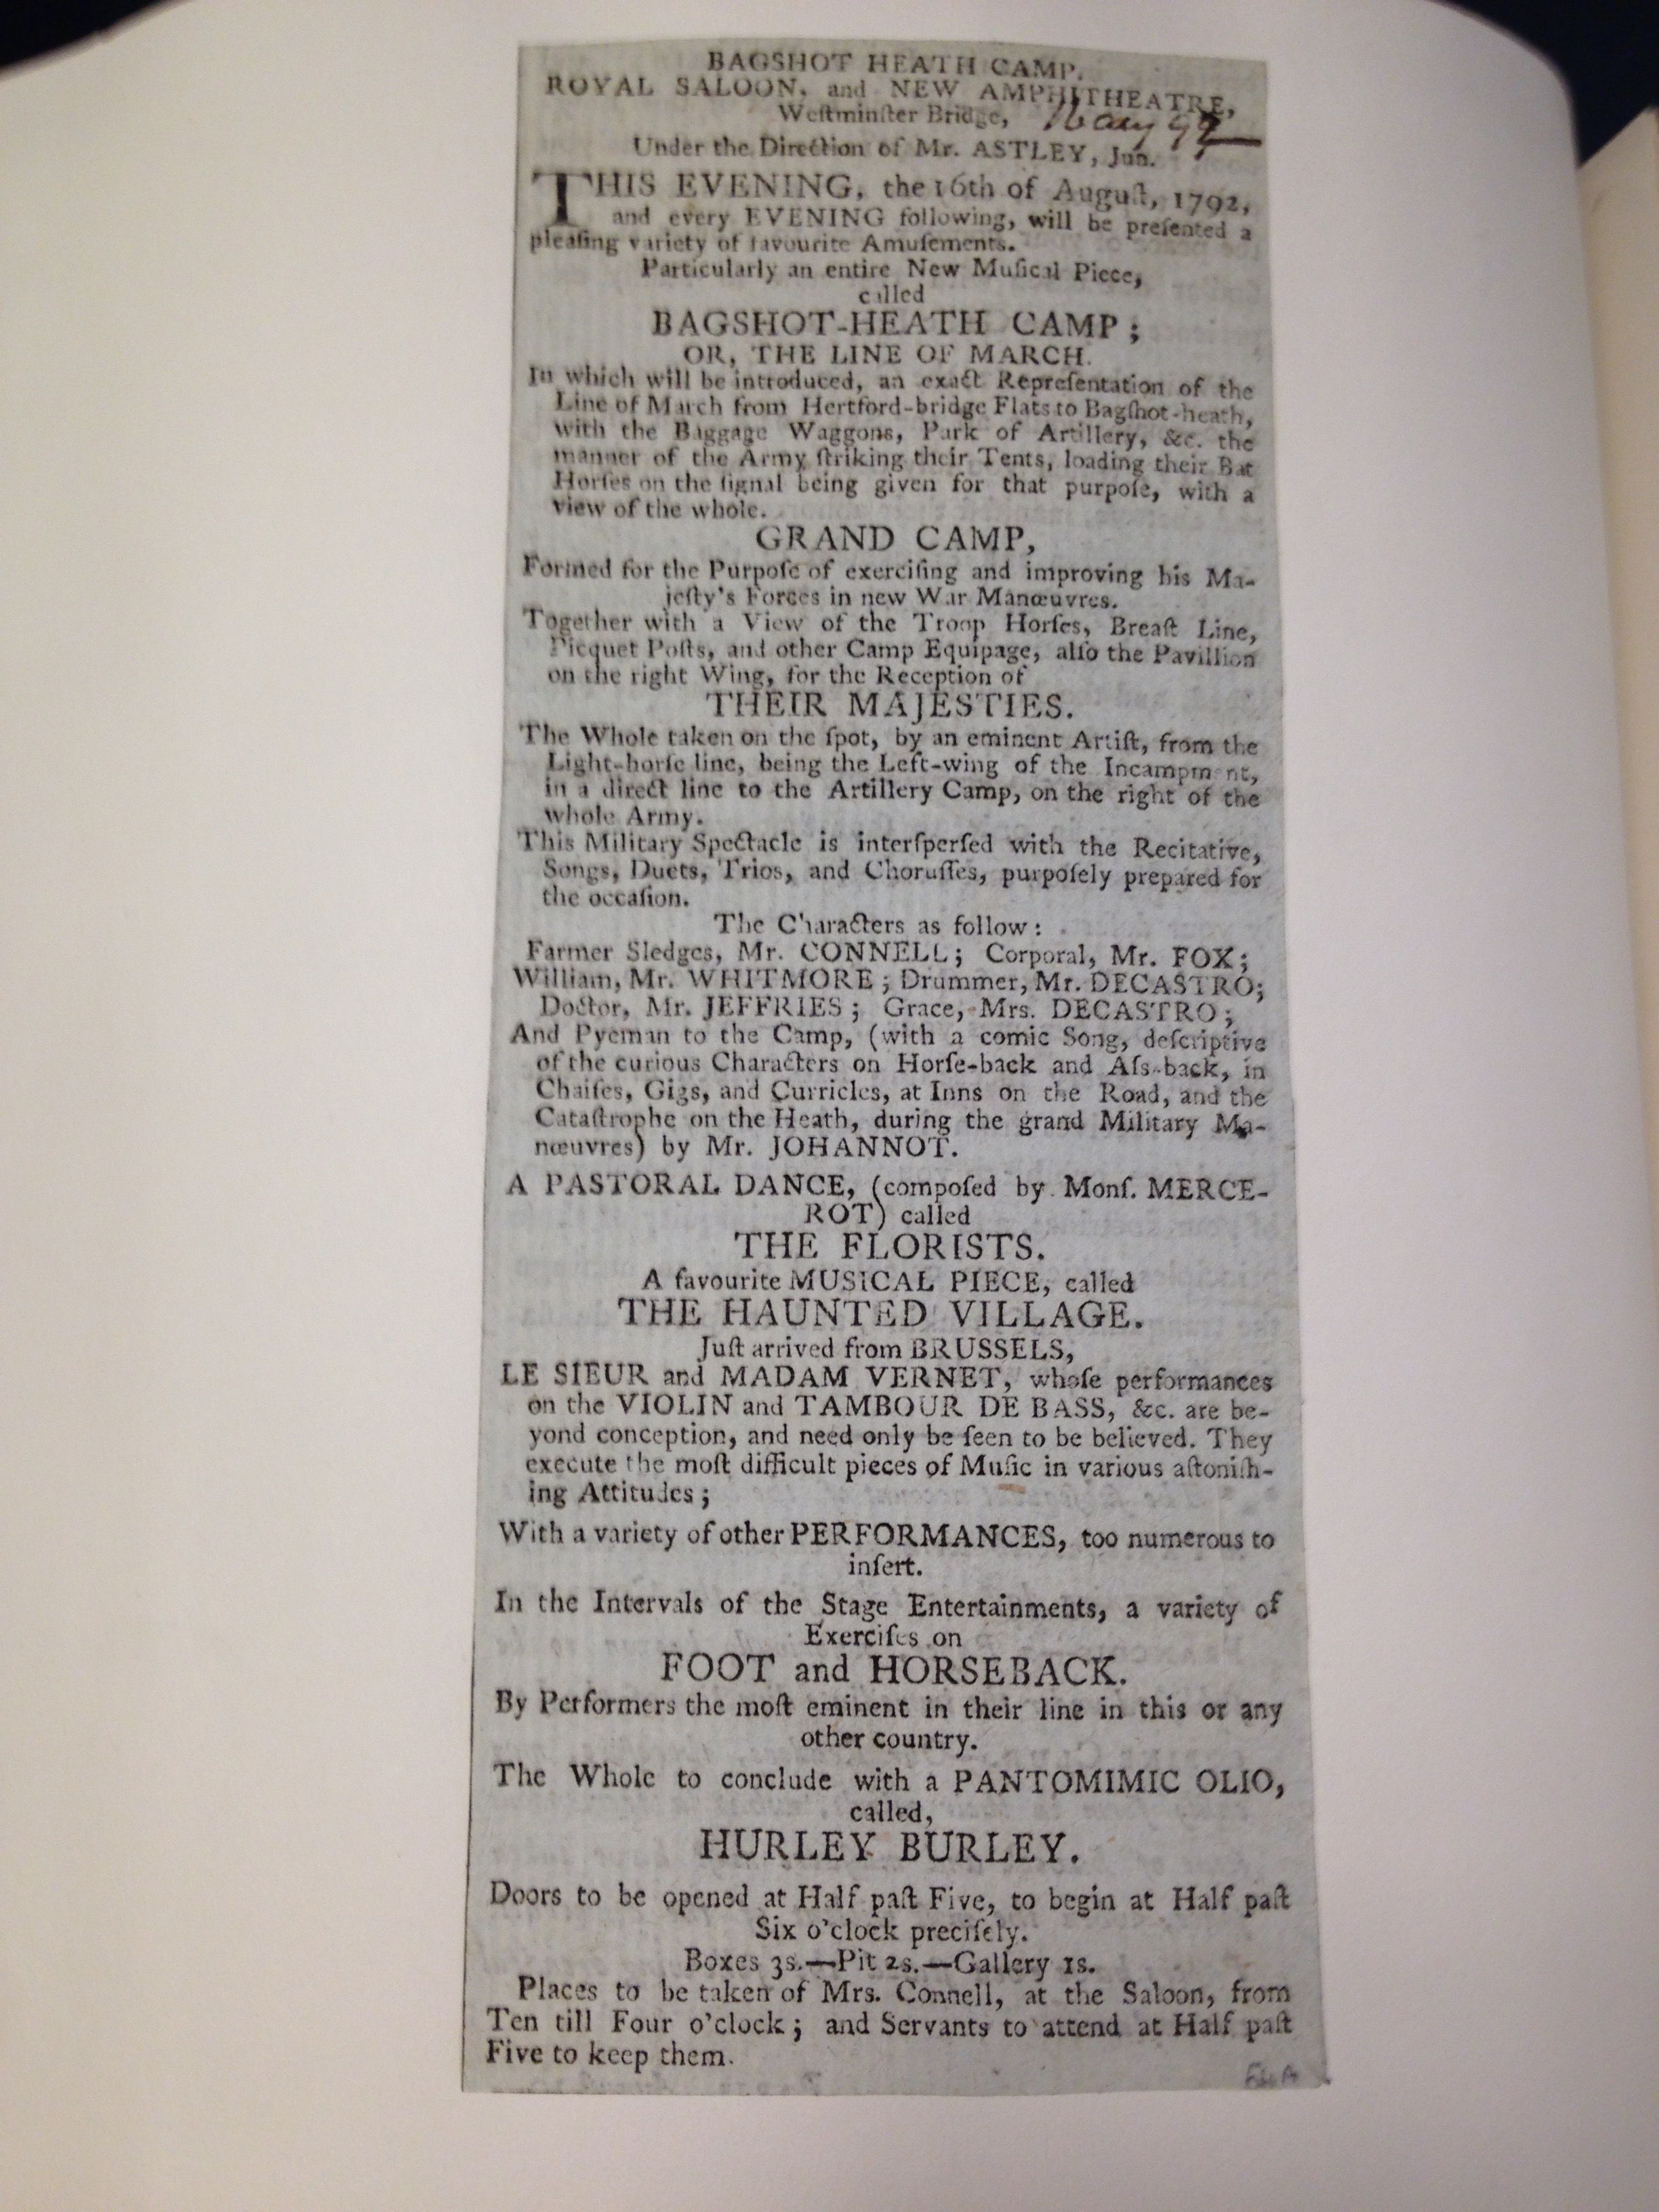 BAGSHOT HEATH CAMP.
ROYAL SALOON, and NEW AMPHITHEATRE,
Weſtminſter Bridge,
Under the Direction of Mr. ASTLEY, Jun.
THIS EVENING, the 16th of Auguſt, 1792,
and every EVENING following, will be preſented a
pleaſing variety of favourite Amuſements.
Particularly an entire New Muſical Piece,
called
BAGSHOT-HEATH CAMP;
OR, THE LINE OF MARCH.
In which will be introduced, an exact Repreſentation of the
Line of March from Hertford-bridge Flats to Bagſhot-heath,
with the Baggage Waggons, Park of Artillery, &c. the
manner of the Army ſtriking their Tents, loading their Bat
Horſes on the ſignal being given for that purpoſe, with a
view of the whole.
GRAND CAMP,
Formed for the Purpoſe of exerciſing and improving his Ma-
jeſty's Forces in new War Manœuvres.
Together with a View of the Troop Horſes, Breaſt Line,
Picquet Poſts, and other Camp Equipage, alſo the Pavillion
on the right Wing, for the Reception of
THEIR MAJESTIES.
The Whole taken on the ſpot, by an eminent Artiſt, from the
Light-horſe line, being the Left-wing of the Incampment,
in a direct line to the Artillery Camp, on the right of the
whole Army.
This Military Spectacle is interſperſed with the Recitative,
Songs, Duets, Trios, and Choruſſes, purpoſely prepared for
the occaſion.
The Characters as follow:
Farmer Sledges, Mr. CONNELL; Corporal, Mr. FOX;
William, Mr. WHITMORE; Drummer, Mr. DECASTRO;
Doctor, Mr. JEFFRIES; Grace, Mrs. DECASTRO;
And Pyeman to the Camp, (with a comic Song, deſcriptive
of the curious Characters on Horſe-back and Aſs-back, in
Chaiſes, Gigs, and Curricles, at Inns on the Road, and the
Cataſtrophe on the Heath, during the grand Military Ma-
nœuvres) by Mr. JOHANNOT.
A PASTORAL DANCE, (compoſed by Monſ. MERCE-
ROT) called
THE FLORISTS.
A favourite MUSICAL PIECE, called
THE HAUNTED VILLAGE.
Juſt arrived from BRUSSELS,
LE SIEUR and MADAM VERNET, whoſe performances
on the VIOLIN and TAMBOUR DE BASS, &c. are be-
yond conception, and need only be ſeen to be believed. They
execute the moſt difficult pieces of Muſic in various aſtoniſh-
ing Attitudes;
With a variety of other PERFORMANCES, too numerous to
inſert.
In the Intervals of the Stage Entertainments, a variety of
Exerciſes on
FOOT and HORSEBACK.
By Performers the moſt eminent in their line in this or any
other country.
The Whole to conclude with a PANTOMIMIC OLIO,
called,
HURLEY BURLEY.
Doors to be opened at Half paſt Five, to begin at Half paſt
Six o'clock preciſely.
Boxes 3s.—Pit 2s.—Gallery 1s.
Places to be taken of Mrs. Connell, at the Saloon, from
Ten till Four o'clock; and Servants to attend at Half paſt
Five to keep them.